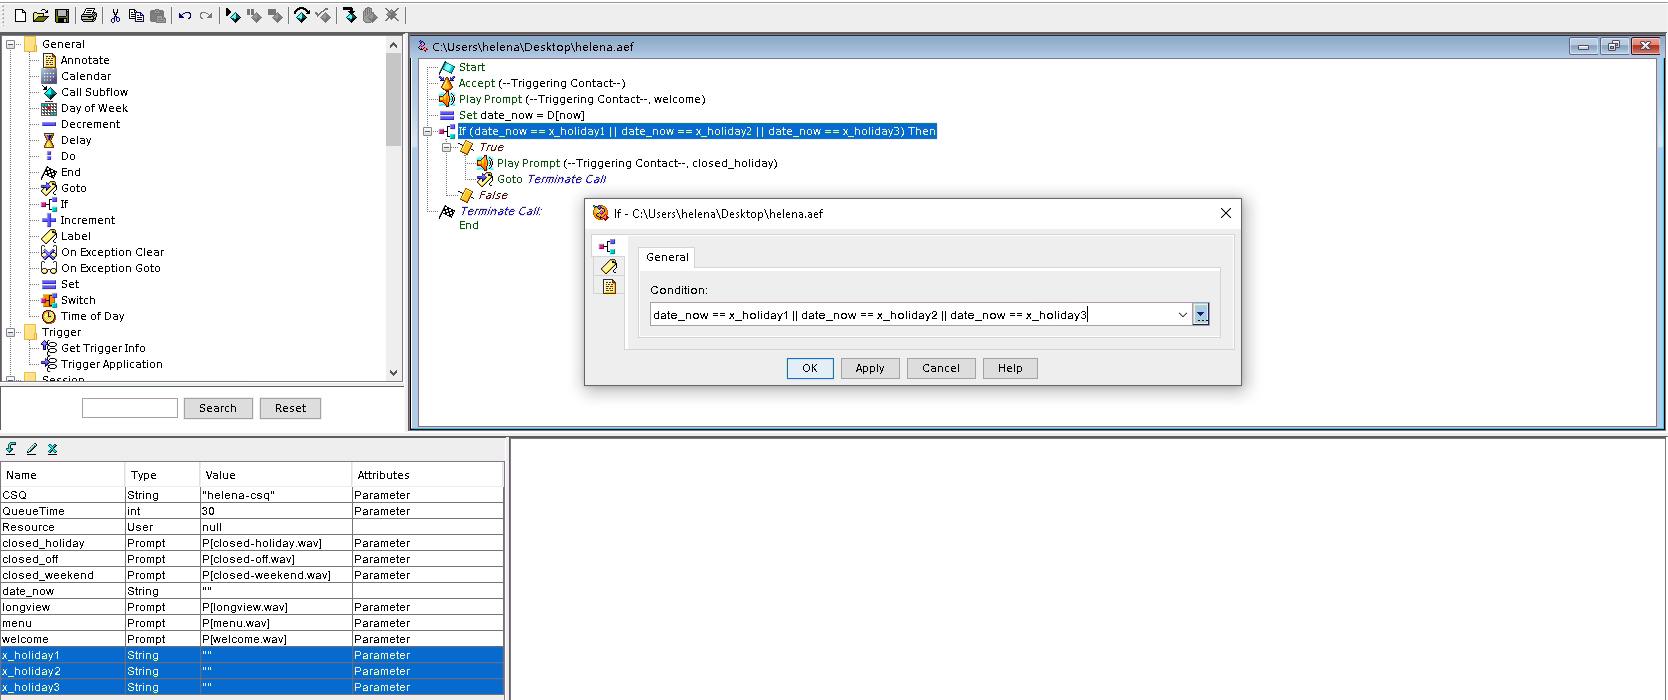 General
Annotate
Calendar
Call Subflow
Day of Week
Decrement
Delay
Do
End
Goto
If
Increment
Label
On Exception Clear
On Exception Goto
Set
Switch
Time of Day
Trigger
Get Trigger Info
Trigger Application
Session
Search
Reset
C:\Users\helena\Desktop\helena.aef
Start
Accept (--Triggering Contact--)
Play Prompt (--Triggering Contact--, welcome)
Set date_now = D[now]
If (date_now == x_holiday1 || date_now == x_holiday2 || date_now == x_holiday3) Then
True
Play Prompt (--Triggering Contact--, closed_holiday)
Goto Terminate Call
False
Terminate Call:
End
If - C:\Users\helena\Desktop\helena.aef
General
Condition:
date_now == x_holiday1 || date_now == x_holiday2 || date_now == x_holiday3
OK Apply Cancel Help
Name Type Value Attributes
CSQ String "helena-csq" Parameter
QueueTime int 30 Parameter
Resource User null
closed_holiday Prompt P[closed-holiday.wav] Parameter
closed_off Prompt P[closed-off.wav] Parameter
closed_weekend Prompt P[closed-weekend.wav] Parameter
date_now String ""
longview Prompt P[longview.wav] Parameter
menu Prompt P[menu.wav] Parameter
welcome Prompt P[welcome.wav] Parameter
x_holiday1 String "" Parameter
x_holiday2 String "" Parameter
x_holiday3 String "" Parameter